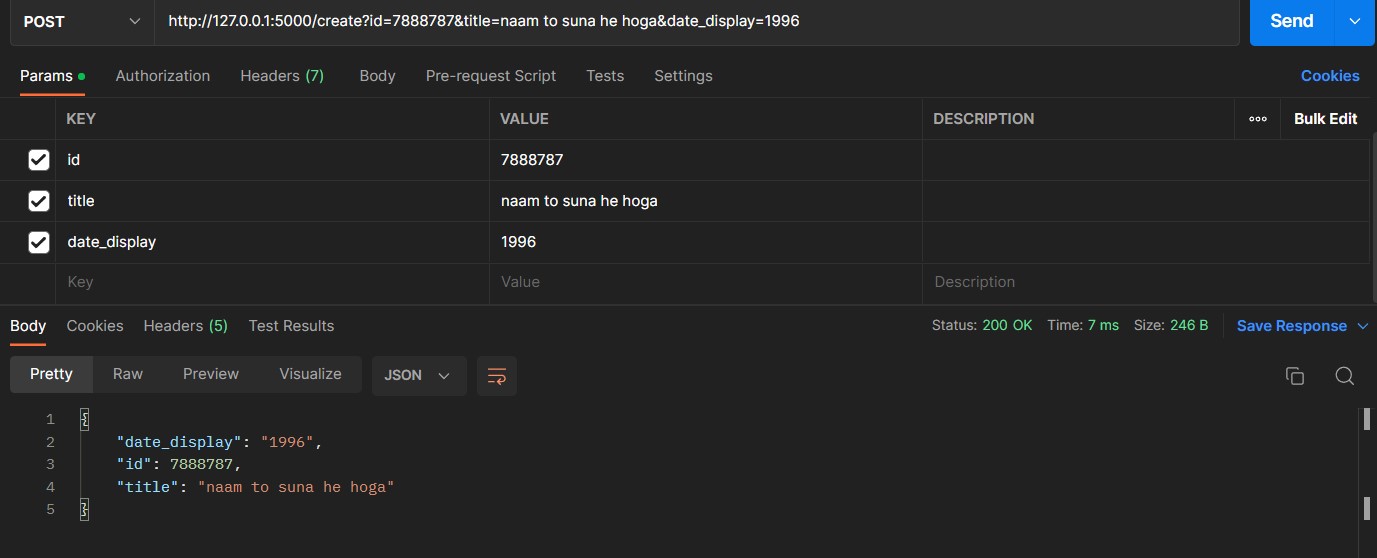 POST http://127.0.0.1:5000/create?id=7888787&title=naam to suna he hoga&date_display=1996 Send
Params Authorization Headers (7) Body Pre-request Script Tests Settings Cookies
KEY VALUE DESCRIPTION ooo Bulk Edit
id 7888787
title naam to suna he hoga
date_display 1996
Key Value Description
Body Cookies Headers (5) Test Results Status: 200 OK Time: 7 ms Size: 246 B Save Response
Pretty Raw Preview Visualize JSON
1 {
2 "date_display": "1996",
3 "id": 7888787,
4 "title": "naam to suna he hoga"
5 }